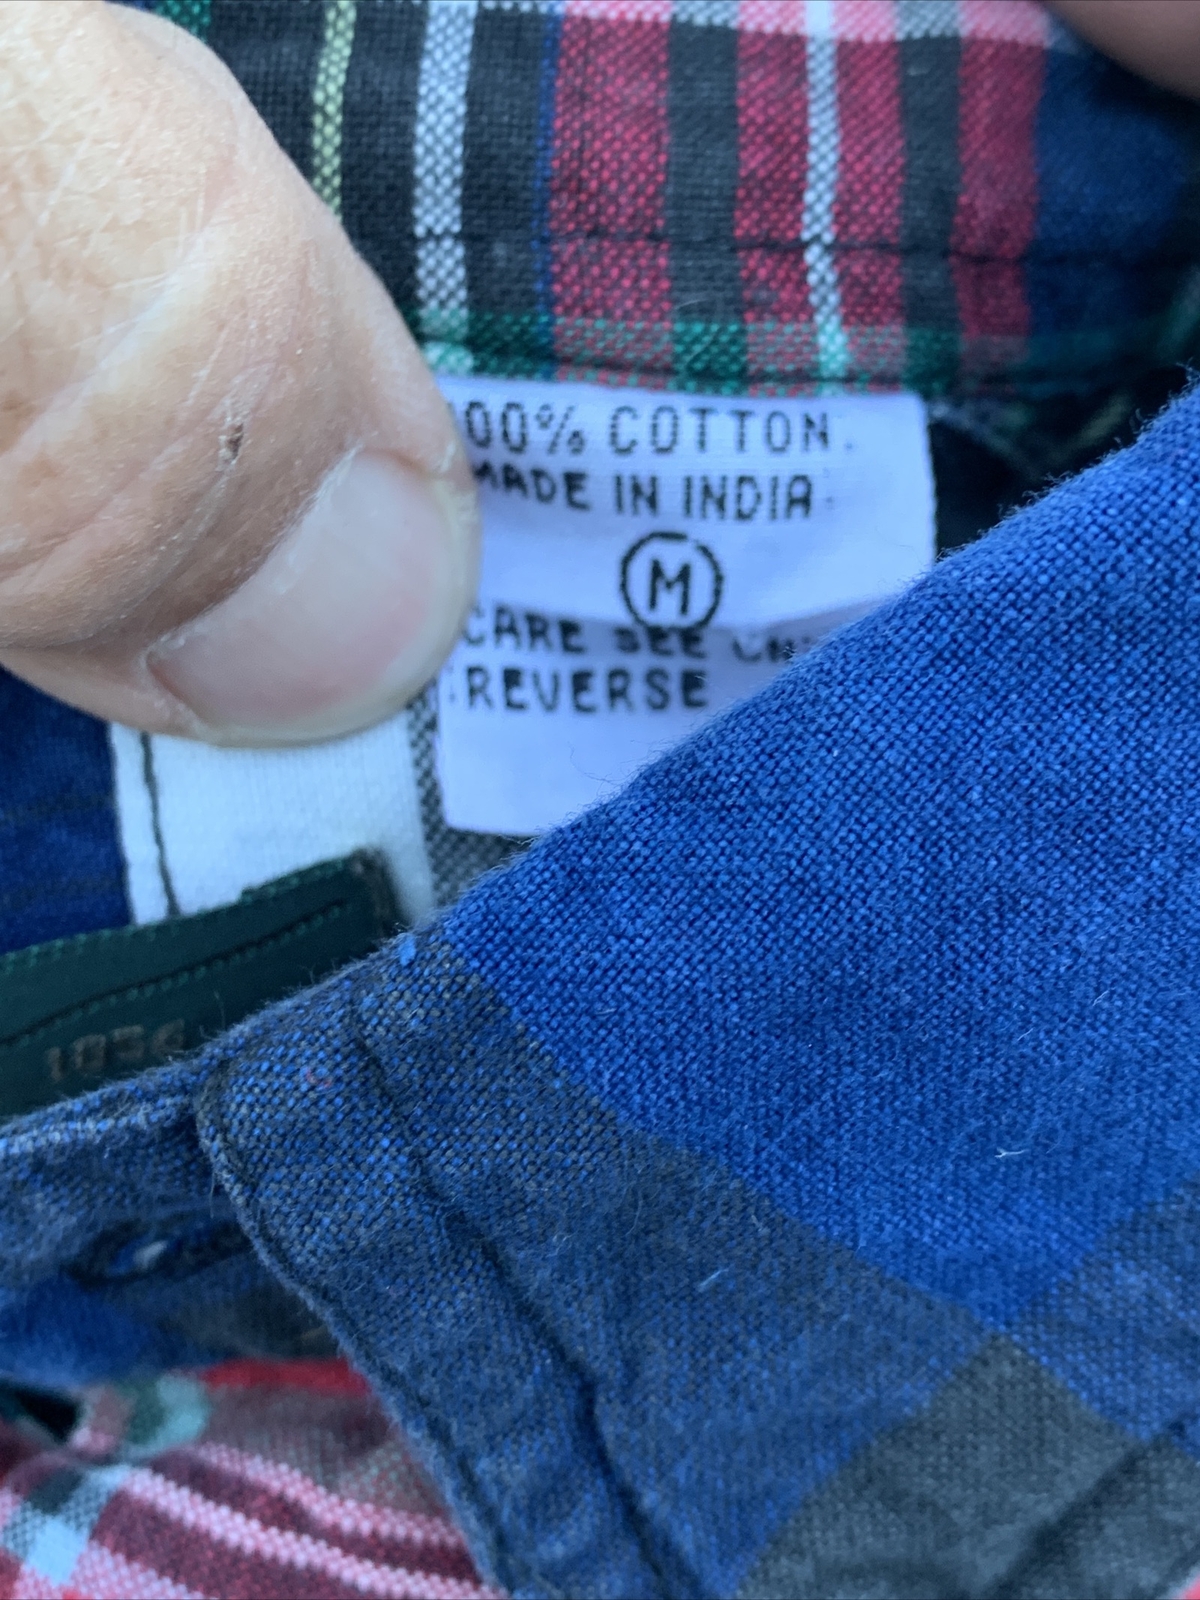 00% COTTON.
MADE IN INDIA
M
CARE SEE
REVERSE